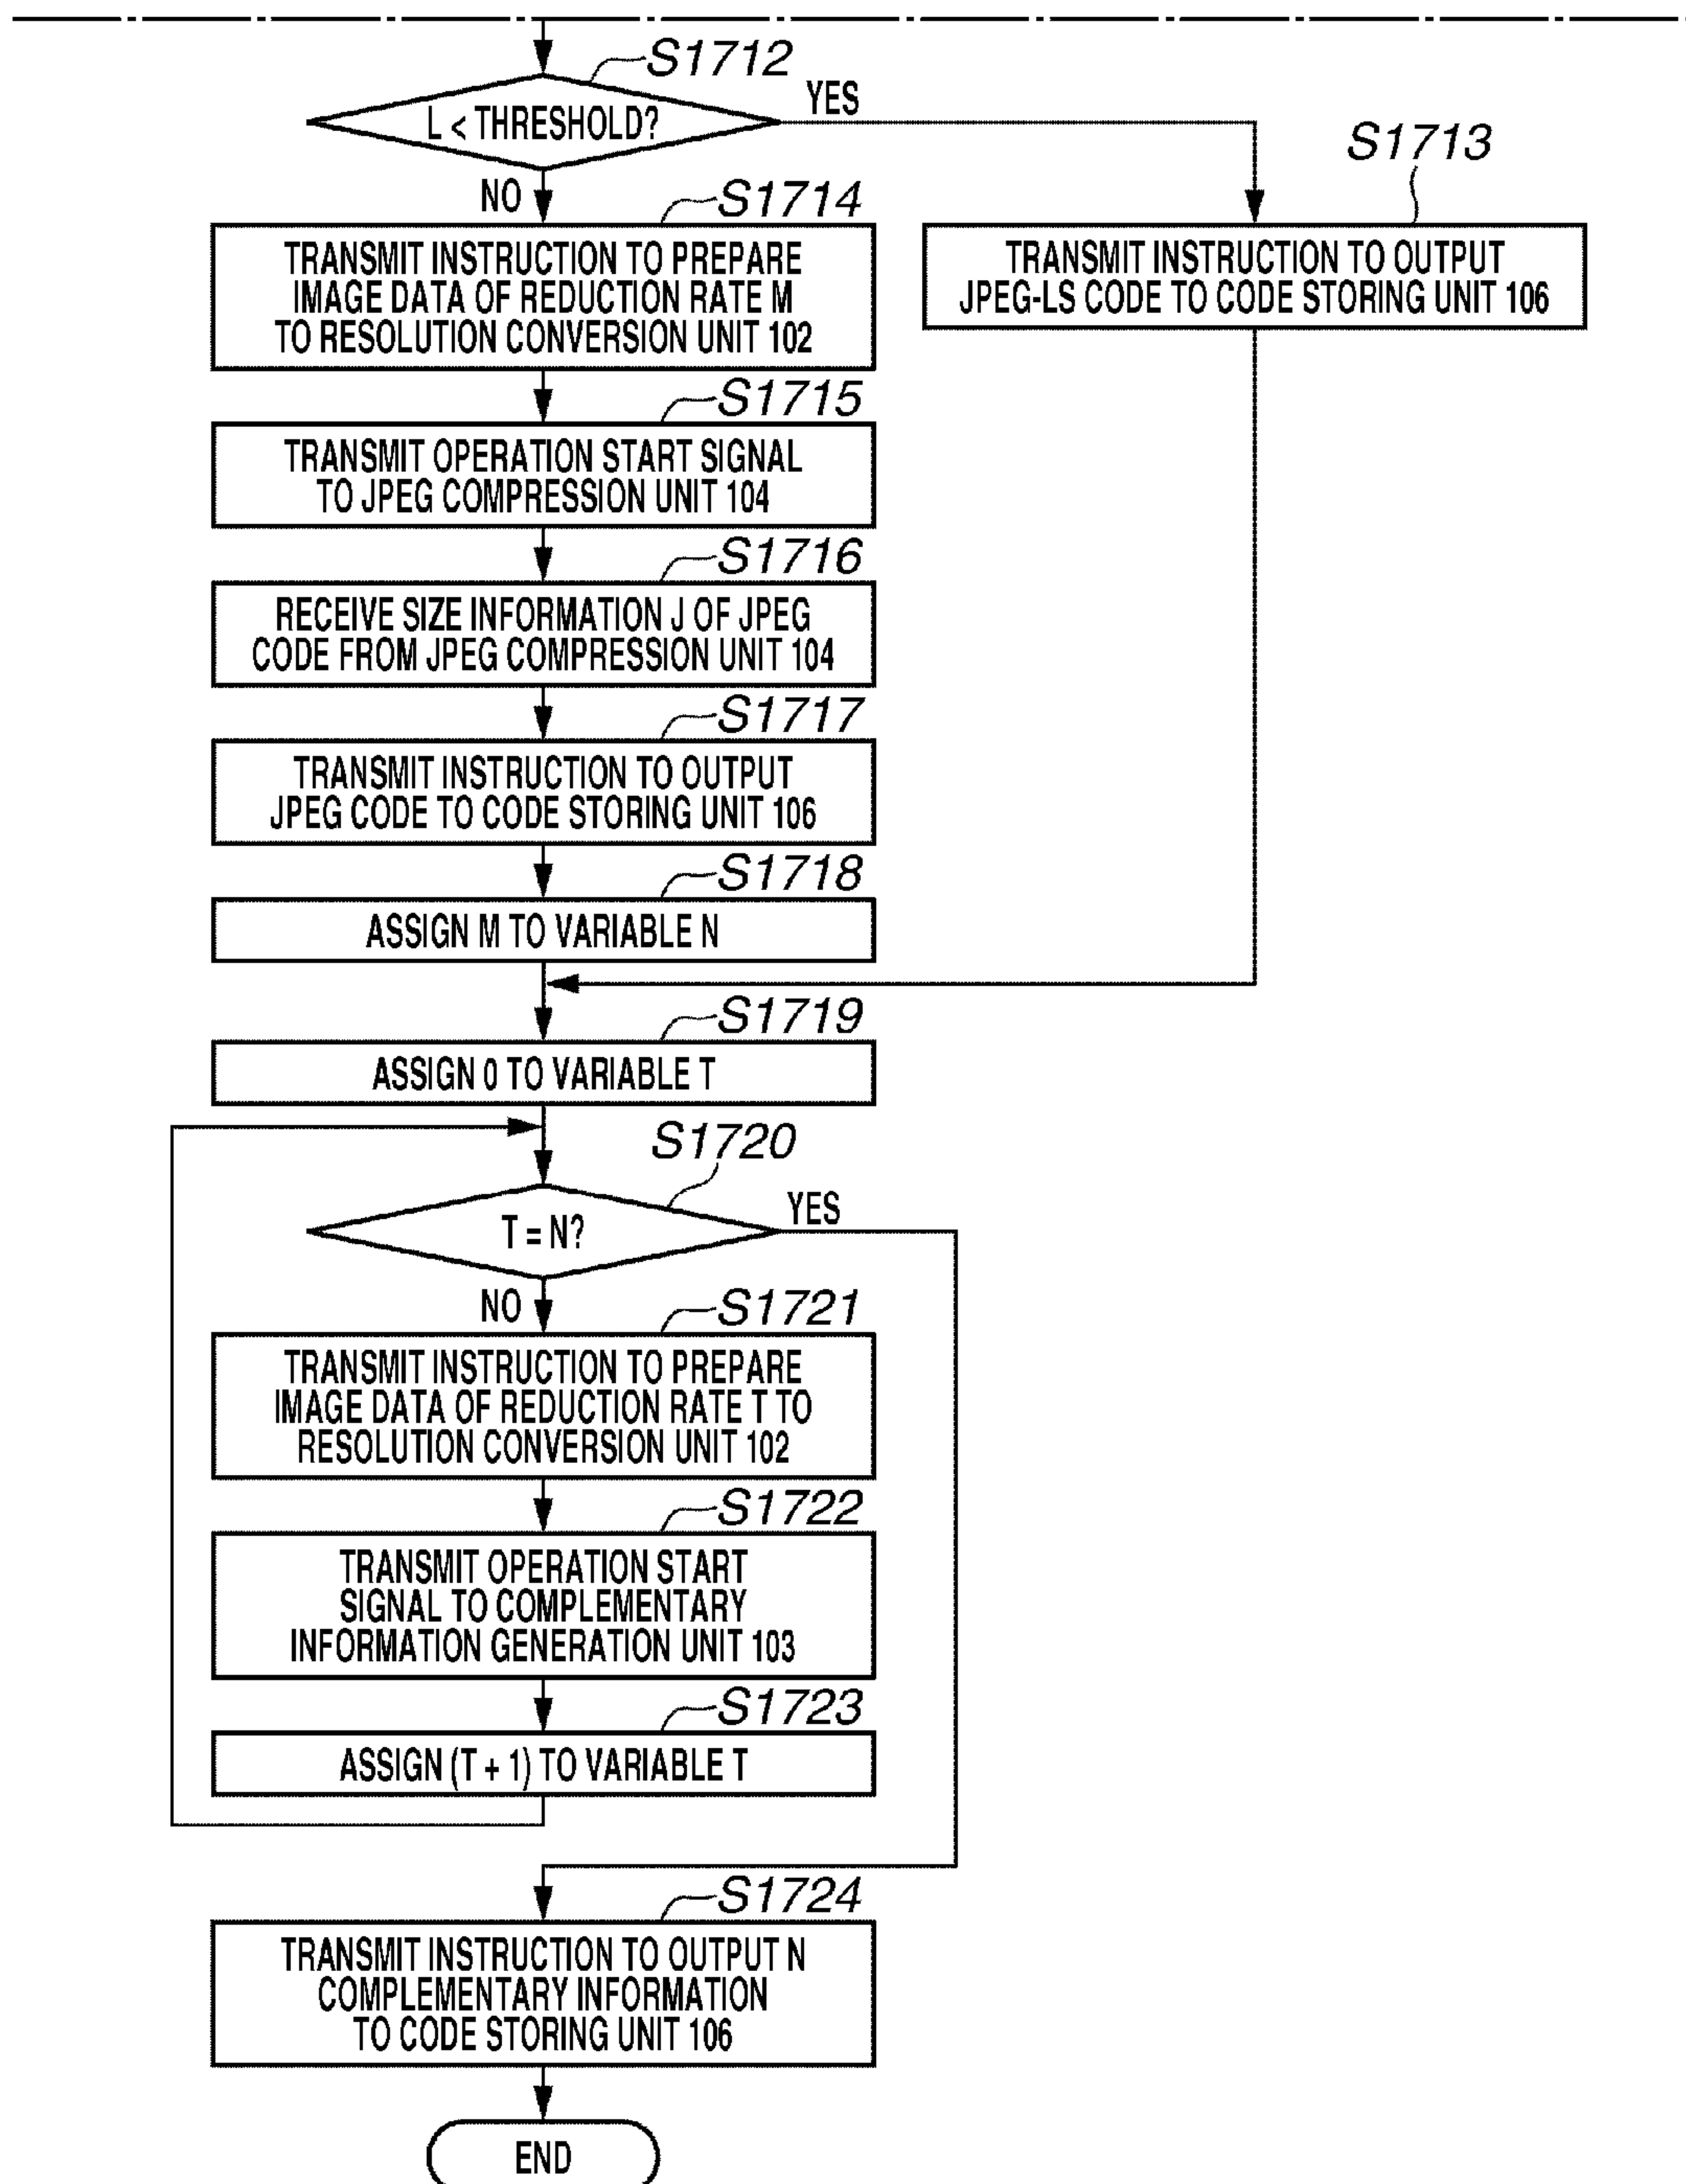 S1712
L < THRESHOLD?
YES
NO
S1713
TRANSMIT INSTRUCTION TO OUTPUT
JPEG-LS CODE TO CODE STORING UNIT 106
S1714
TRANSMIT INSTRUCTION TO PREPARE
IMAGE DATA OF REDUCTION RATE M
TO RESOLUTION CONVERSION UNIT 102
S1715
TRANSMIT OPERATION START SIGNAL
TO JPEG COMPRESSION UNIT 104
S1716
RECEIVE SIZE INFORMATION J OF JPEG
CODE FROM JPEG COMPRESSION UNIT 104
S1717
TRANSMIT INSTRUCTION TO OUTPUT
JPEG CODE TO CODE STORING UNIT 106
S1718
ASSIGN M TO VARIABLE N
S1719
ASSIGN 0 TO VARIABLE T
S1720
T = N?
YES
NO
S1721
TRANSMIT INSTRUCTION TO PREPARE
IMAGE DATA OF REDUCTION RATE T TO
RESOLUTION CONVERSION UNIT 102
S1722
TRANSMIT OPERATION START
SIGNAL TO COMPLEMENTARY
INFORMATION GENERATION UNIT 103
S1723
ASSIGN (T + 1) TO VARIABLE T
S1724
TRANSMIT INSTRUCTION TO OUTPUT N
COMPLEMENTARY INFORMATION
TO CODE STORING UNIT 106
END